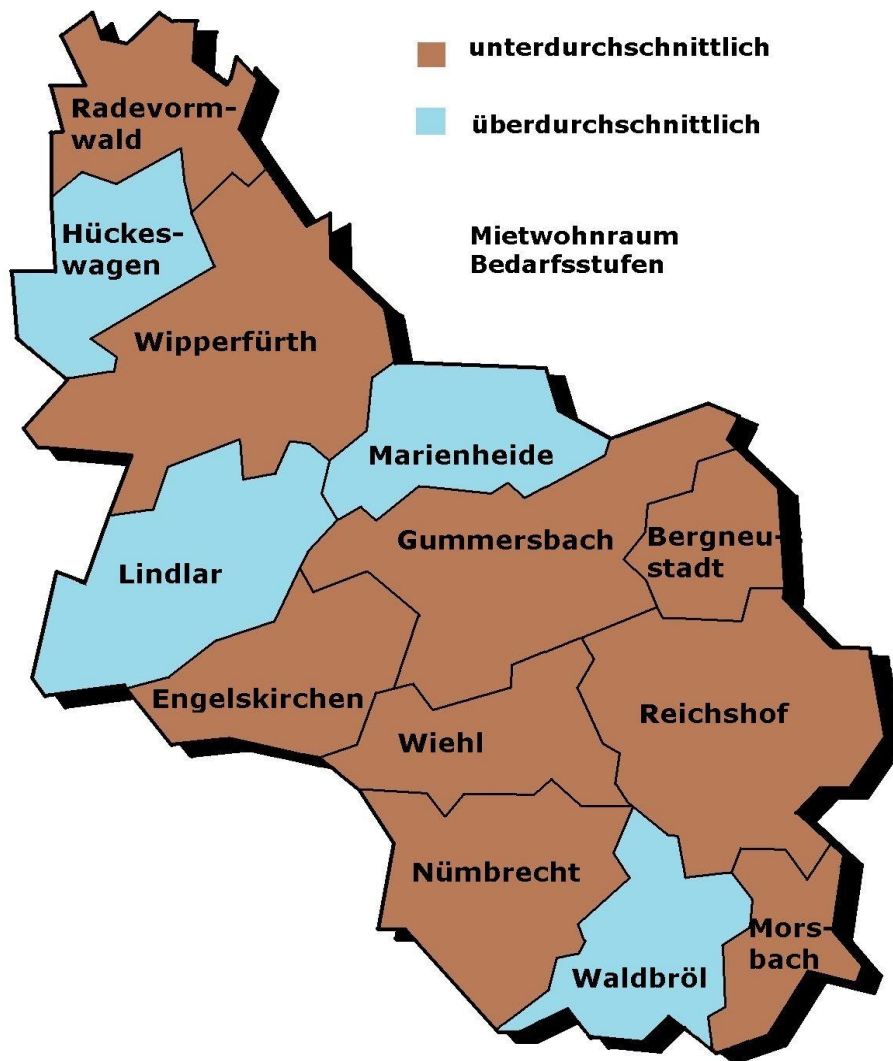 unterdurchschnittlich
überdurchschnittlich
Mietwohnraum
Bedarfsstufen
Radevorm-
wald
Hückes-
wagen
Wipperfürth
Marienheide
Gummersbach
Bergneu-
stadt
Lindlar
Engelskirchen
Wiehl
Reichshof
Nümbrecht
Waldbröl
Mors-
bach